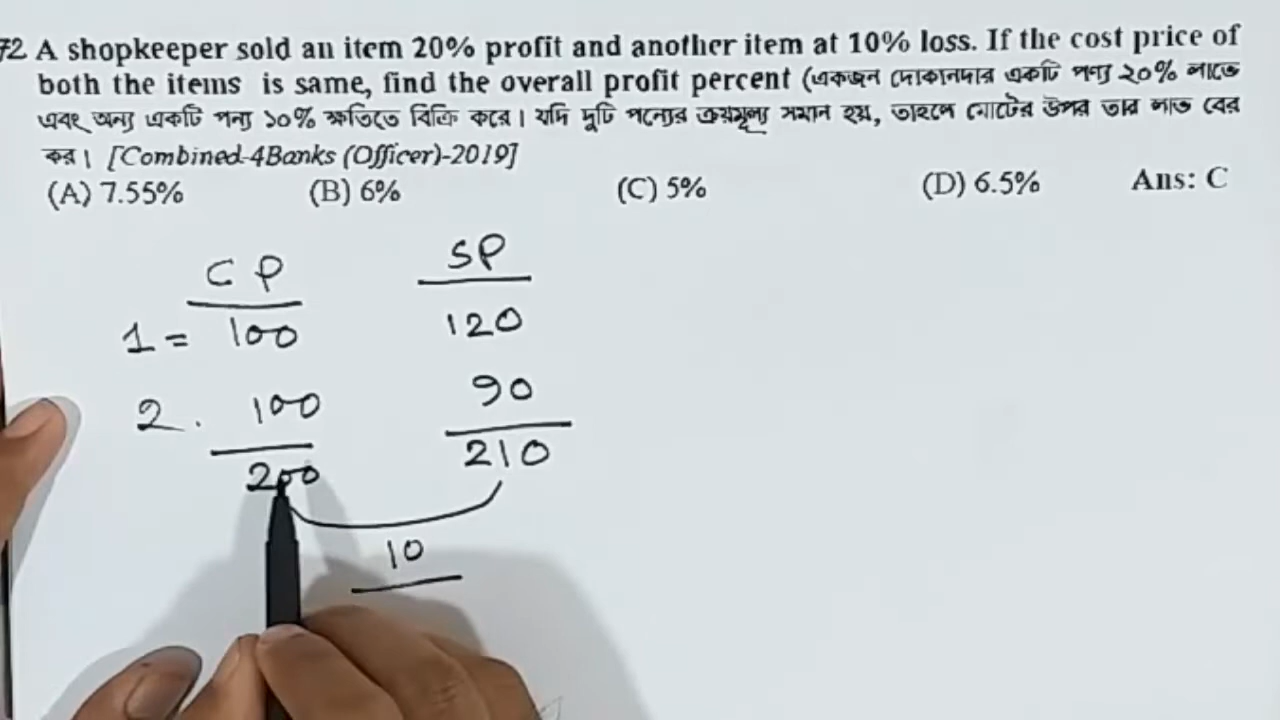 72 A shopkeeper sold an item 20% profit and another item at 10% loss. If the cost price of
both the items is same, find the overall profit percent (একজন দোকানদার একটি পণ্য ২০% লাভে
এবং অন্য একটি পন্য ১০% ক্ষতিতে বিক্রি করে। যদি দুটি পন্যের ক্রয়মূল্য সমান হয়, তাহলে মোটের উপর তার লাভ বের
কর। [Combined-4Banks (Officer)-2019]
(A) 7.55% (B) 6% (C) 5% (D) 6.5% Ans: C
CP SP
1 = 100 120
2. 100 90
200 210
10